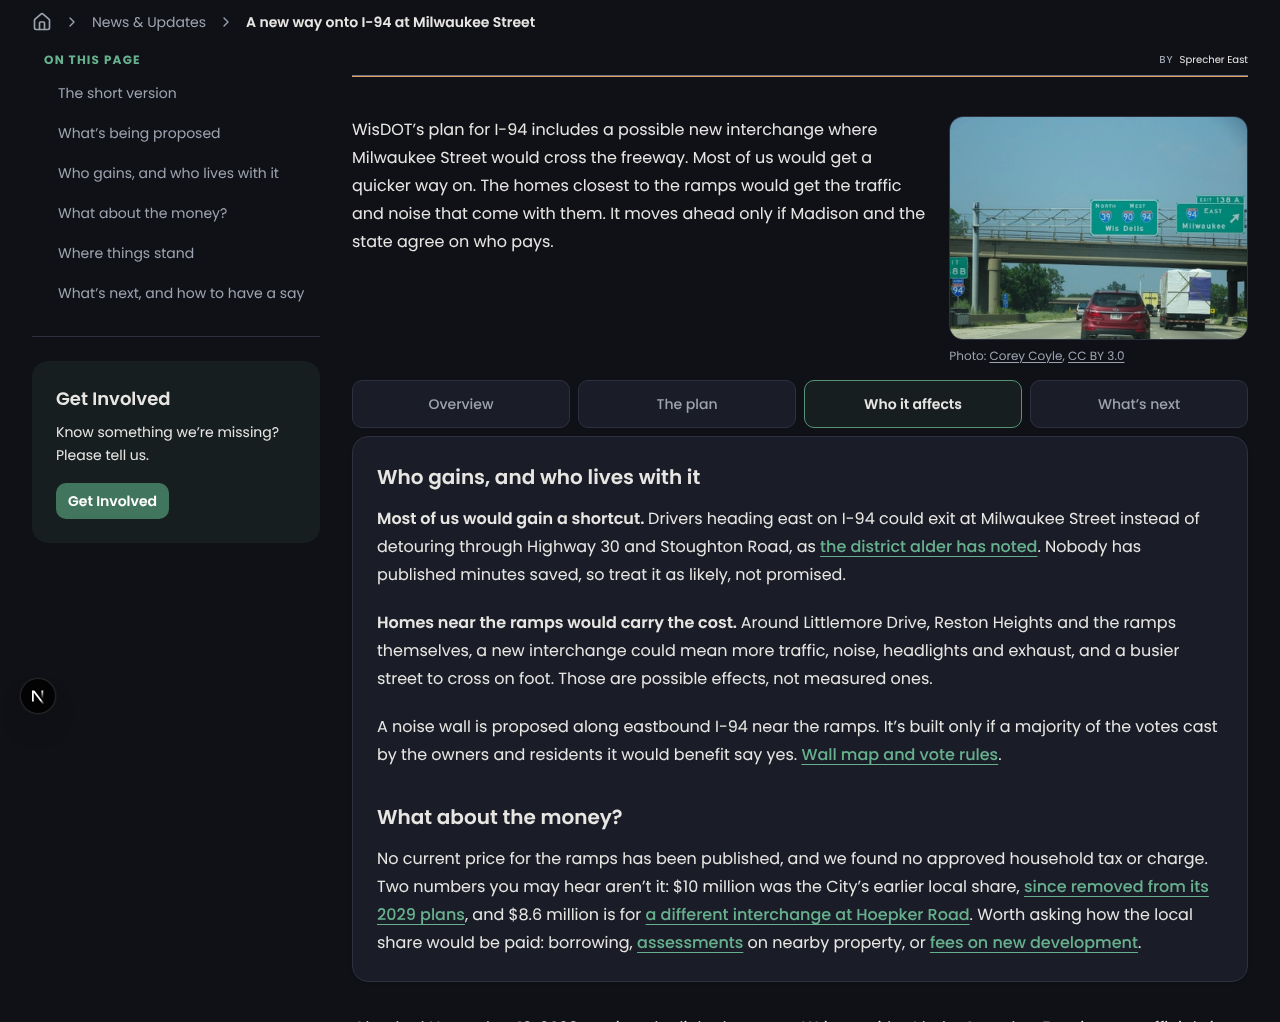 News & Updates
A new way onto I-94 at Milwaukee Street
ON THIS PAGE
The short version
What's being proposed
Who gains, and who lives with it
What about the money?
Where things stand
What's next, and how to have a say
Get Involved
Know something we're missing?
Please tell us.
Get Involved
N
BY Sprecher East
WisDOT's plan for I-94 includes a possible new interchange where
Milwaukee Street would cross the freeway. Most of us would get a
quicker way on. The homes closest to the ramps would get the traffic
and noise that come with them. It moves ahead only if Madison and the
state agree on who pays.
NORTH WEST
39 90 94
Wis Dells
EXIT 138 A
94 EAST
Milwaukee
94
Photo: Corey Coyle, CC BY 3.0
Overview
The plan
Who it affects
What's next
Who gains, and who lives with it
Most of us would gain a shortcut. Drivers heading east on I-94 could exit at Milwaukee Street instead of
detouring through Highway 30 and Stoughton Road, as the district alder has noted. Nobody has
published minutes saved, so treat it as likely, not promised.
Homes near the ramps would carry the cost. Around Littlemore Drive, Reston Heights and the ramps
themselves, a new interchange could mean more traffic, noise, headlights and exhaust, and a busier
street to cross on foot. Those are possible effects, not measured ones.
A noise wall is proposed along eastbound I-94 near the ramps. It's built only if a majority of the votes cast
by the owners and residents it would benefit say yes. Wall map and vote rules.
What about the money?
No current price for the ramps has been published, and we found no approved household tax or charge.
Two numbers you may hear aren't it: $10 million was the City's earlier local share, since removed from its
2029 plans, and $8.6 million is for a different interchange at Hoepker Road. Worth asking how the local
share would be paid: borrowing, assessments on nearby property, or fees on new development.